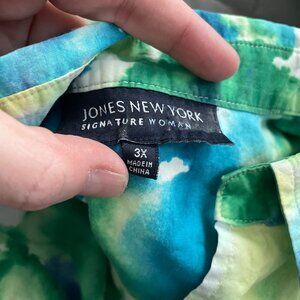 JONES NEW YORK
SIGNATURE WOMAN
3X
MADE IN
CHINA